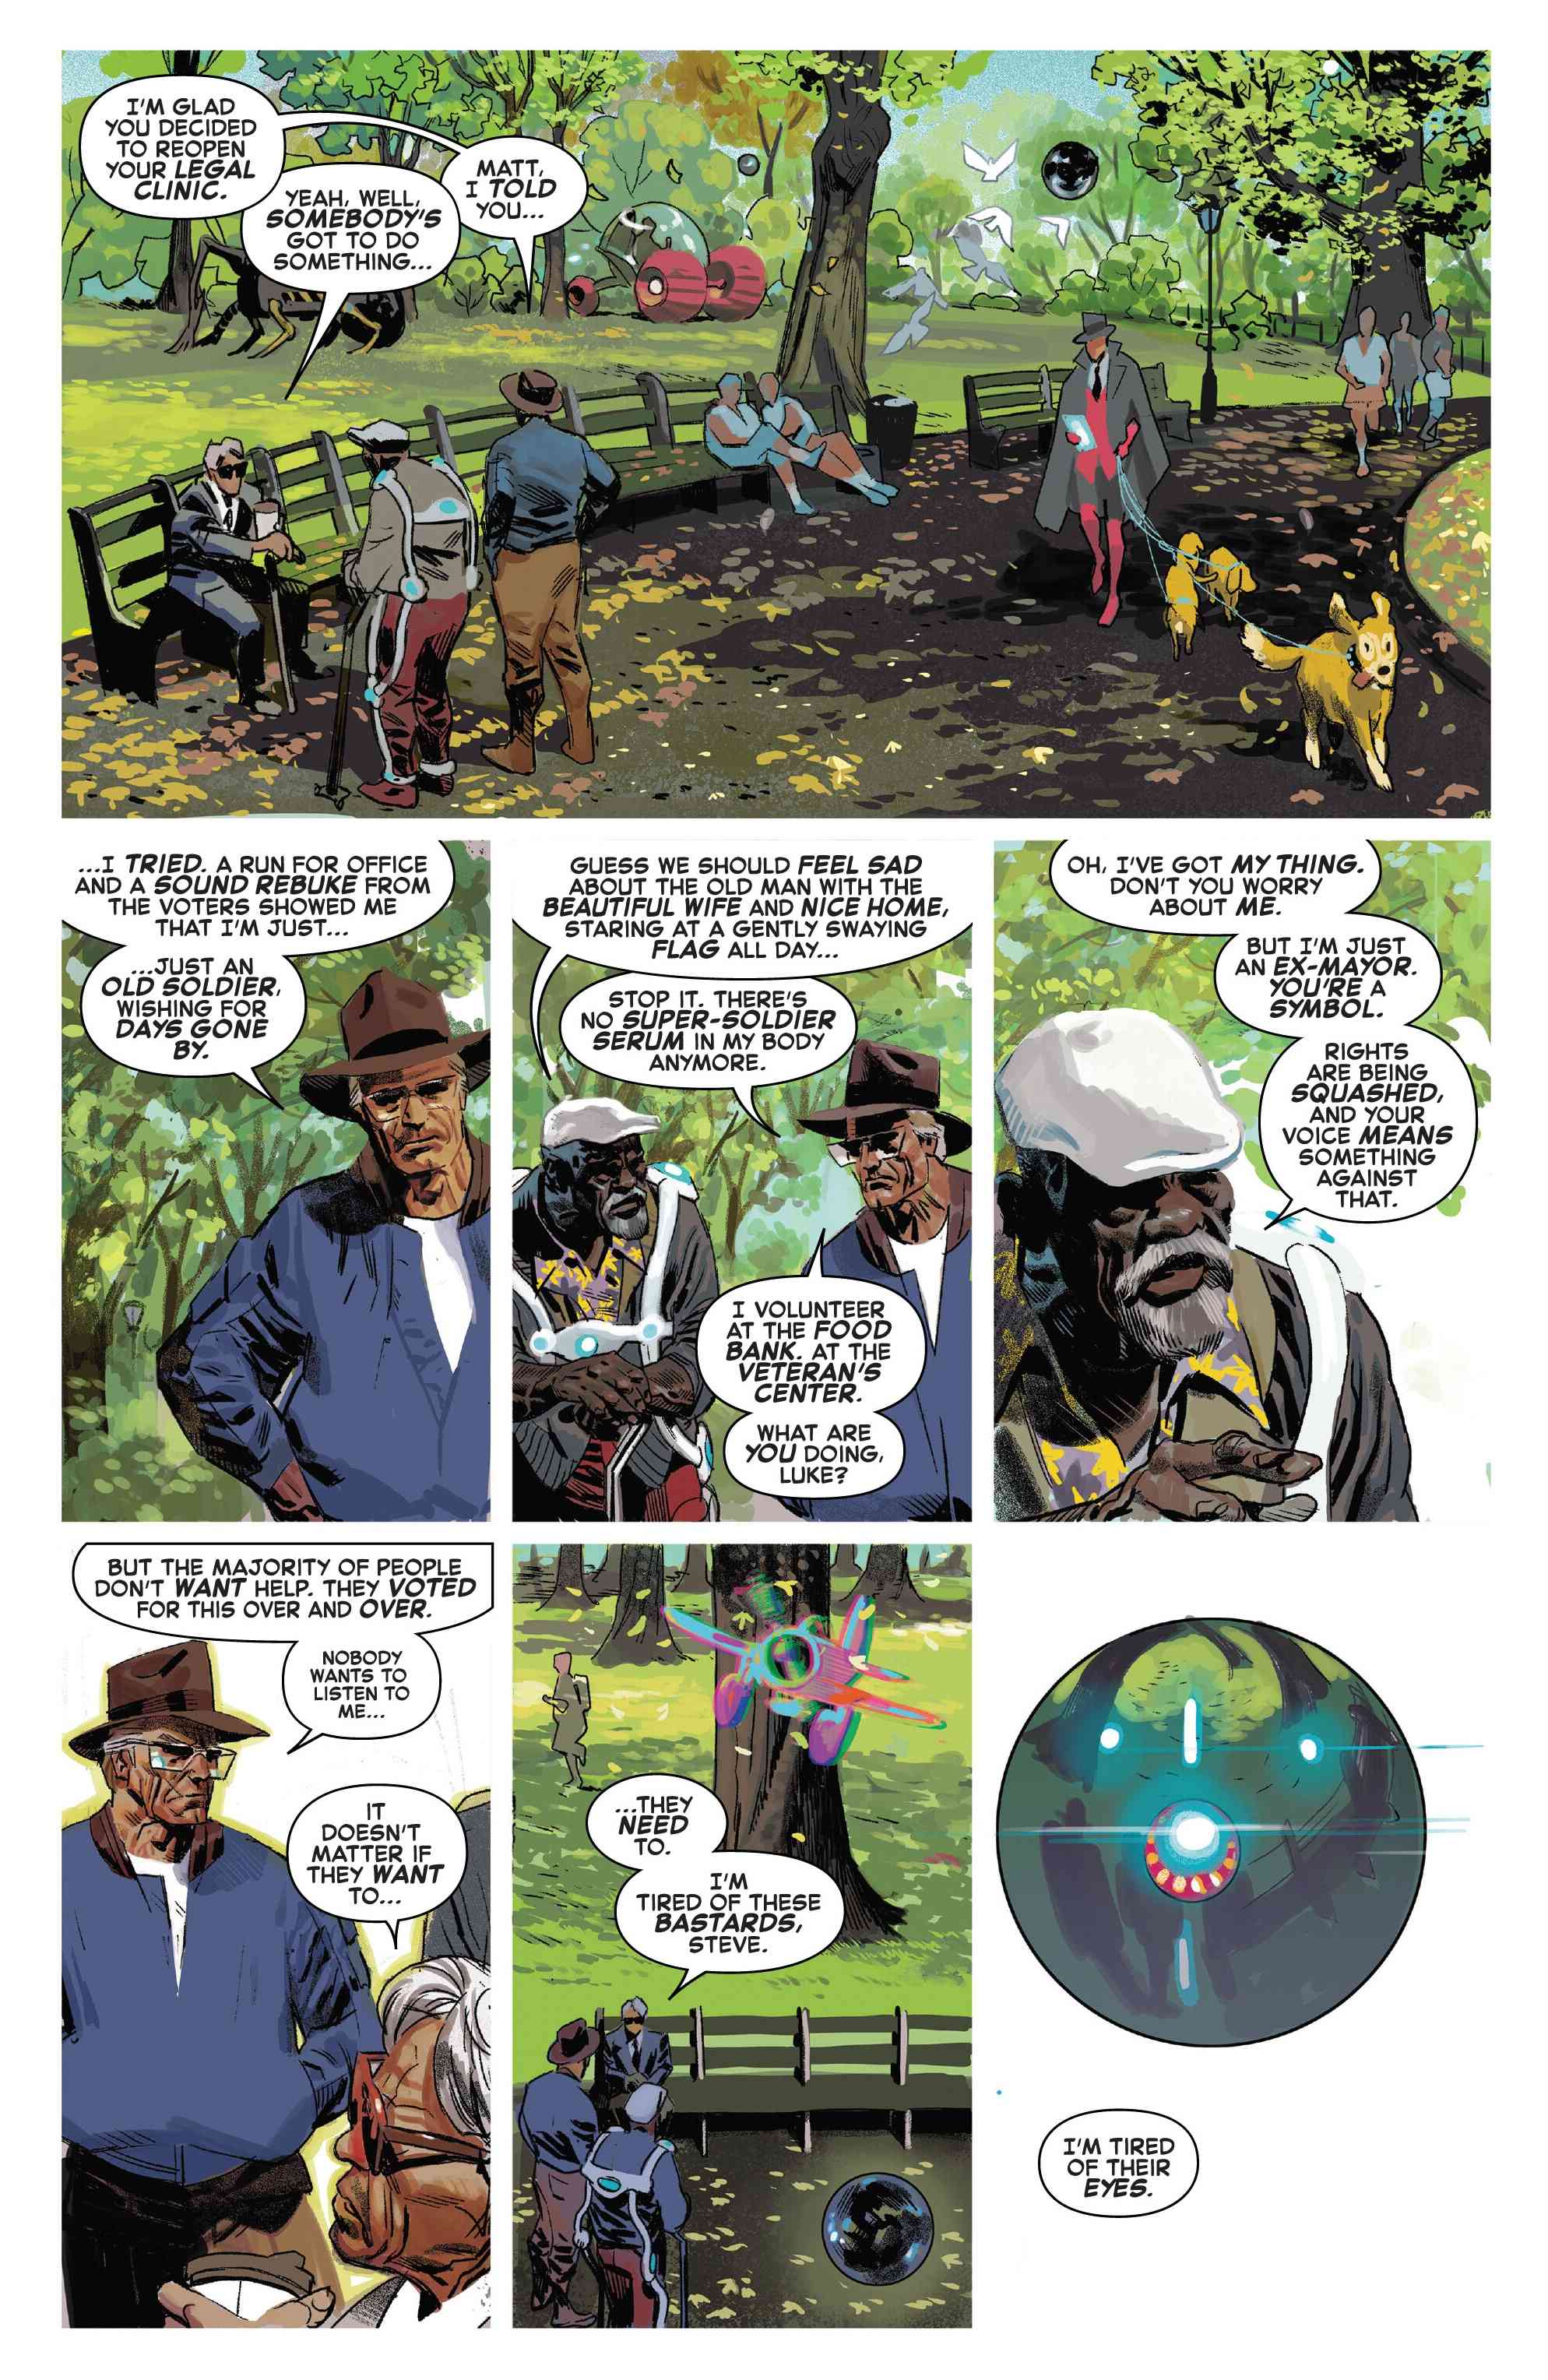 I'M GLAD
YOU DECIDED
TO REOPEN
YOUR LEGAL
CLINIC.
YEAH, WELL,
SOMEBODY'S
GOT TO DO
SOMETHING...
MATT,
I TOLD
YOU...
...I TRIED. A RUN FOR OFFICE
AND A SOUND REBUKE FROM
THE VOTERS SHOWED ME
THAT I'M JUST...
...JUST AN
OLD SOLDIER,
WISHING FOR
DAYS GONE
BY.
GUESS WE SHOULD FEEL SAD
ABOUT THE OLD MAN WITH THE
BEAUTIFUL WIFE AND NICE HOME,
STARING AT A GENTLY SWAYING
FLAG ALL DAY...
STOP IT. THERE'S
NO SUPER-SOLDIER
SERUM IN MY BODY
ANYMORE.
I VOLUNTEER
AT THE FOOD
BANK. AT THE
VETERAN'S
CENTER.
WHAT ARE
YOU DOING,
LUKE?
OH, I'VE GOT MY THING.
DON'T YOU WORRY
ABOUT ME.
BUT I'M JUST
AN EX-MAYOR.
YOU'RE A
SYMBOL.
RIGHTS
ARE BEING
SQUASHED,
AND YOUR
VOICE MEANS
SOMETHING
AGAINST
THAT.
BUT THE MAJORITY OF PEOPLE
DON'T WANT HELP. THEY VOTED
FOR THIS OVER AND OVER.
NOBODY
WANTS TO
LISTEN TO
ME...
IT
DOESN'T
MATTER IF
THEY WANT
TO...
...THEY
NEED
TO.
I'M
TIRED OF THESE
BASTARDS,
STEVE.
I'M TIRED
OF THEIR
EYES.